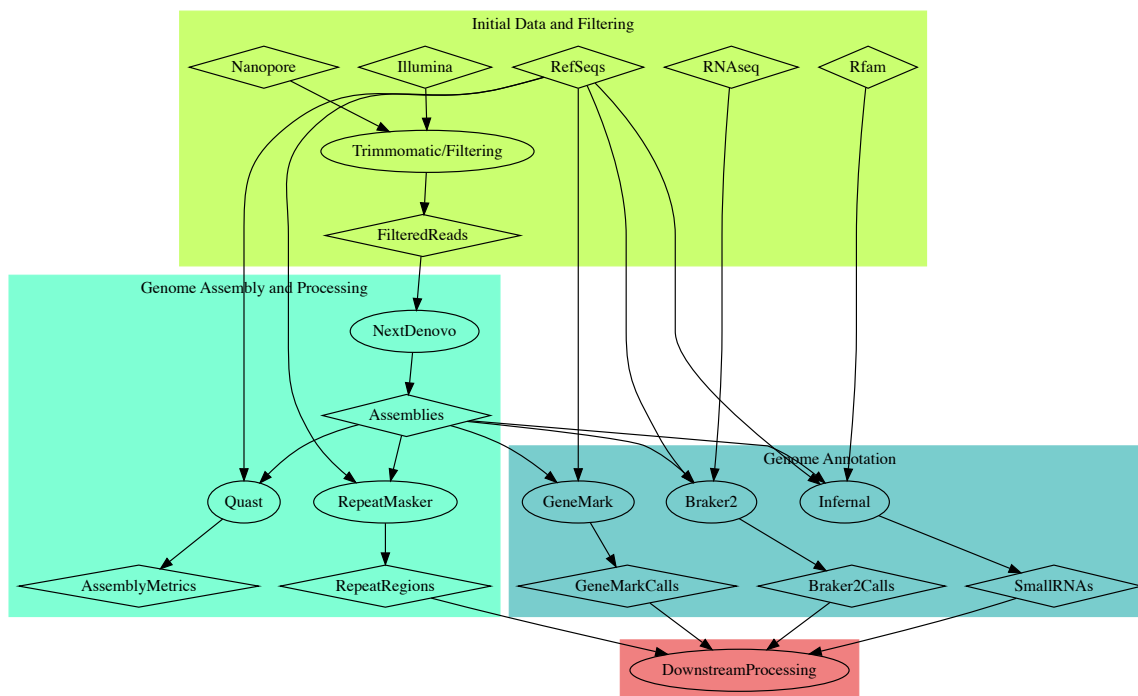 Initial Data and Filtering
Nanopore
Illumina
RefSeqs
RNAseq
Rfam
Trimmomatic/Filtering
FilteredReads
Genome Assembly and Processing
NextDenovo
Assemblies
Genome Annotation
Quast
RepeatMasker
GeneMark
Braker2
Infernal
AssemblyMetrics
RepeatRegions
GeneMarkCalls
Braker2Calls
SmallRNAs
DownstreamProcessing